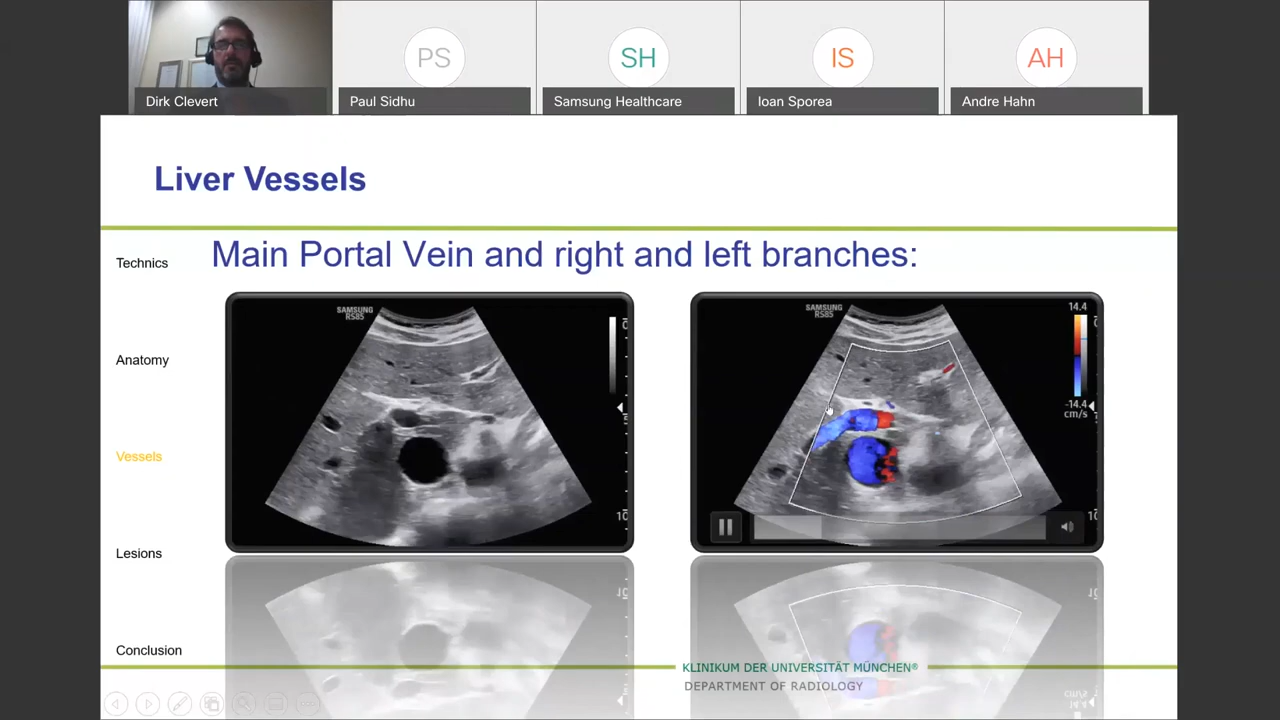 PS
SH
IS
AH
Dirk Clevert
Paul Sidhu
Samsung Healthcare
Ioan Sporea
Andre Hahn
Liver Vessels
Main Portal Vein and right and left branches:
Technics
Anatomy
Vessels
Lesions
Conclusion
SAMSUNG
RS85
10
SAMSUNG
RS85
14.4
-14.4
cm/s
KLINIKUM DER UNIVERSITÄT MÜNCHEN®
DEPARTMENT OF RADIOLOGY